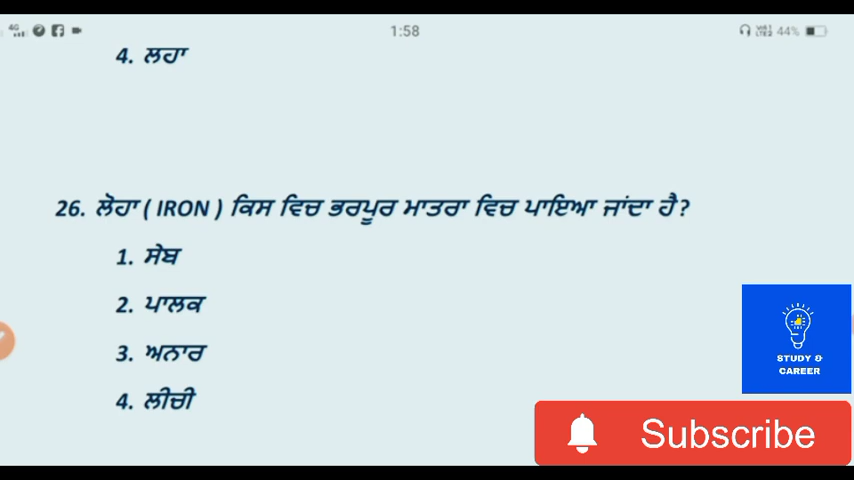 4G
1:58
44%
4. ਲਹਾ
26. ਲੋਹਾ ( IRON ) ਕਿਸ ਵਿਚ ਭਰਪੂਰ ਮਾਤਰਾ ਵਿਚ ਪਾਇਆ ਜਾਂਦਾ ਹੈ?
1. ਸੇਬ
2. ਪਾਲਕ
3. ਅਨਾਰ
4. ਲੀਚੀ
STUDY &
CAREER
Subscribe